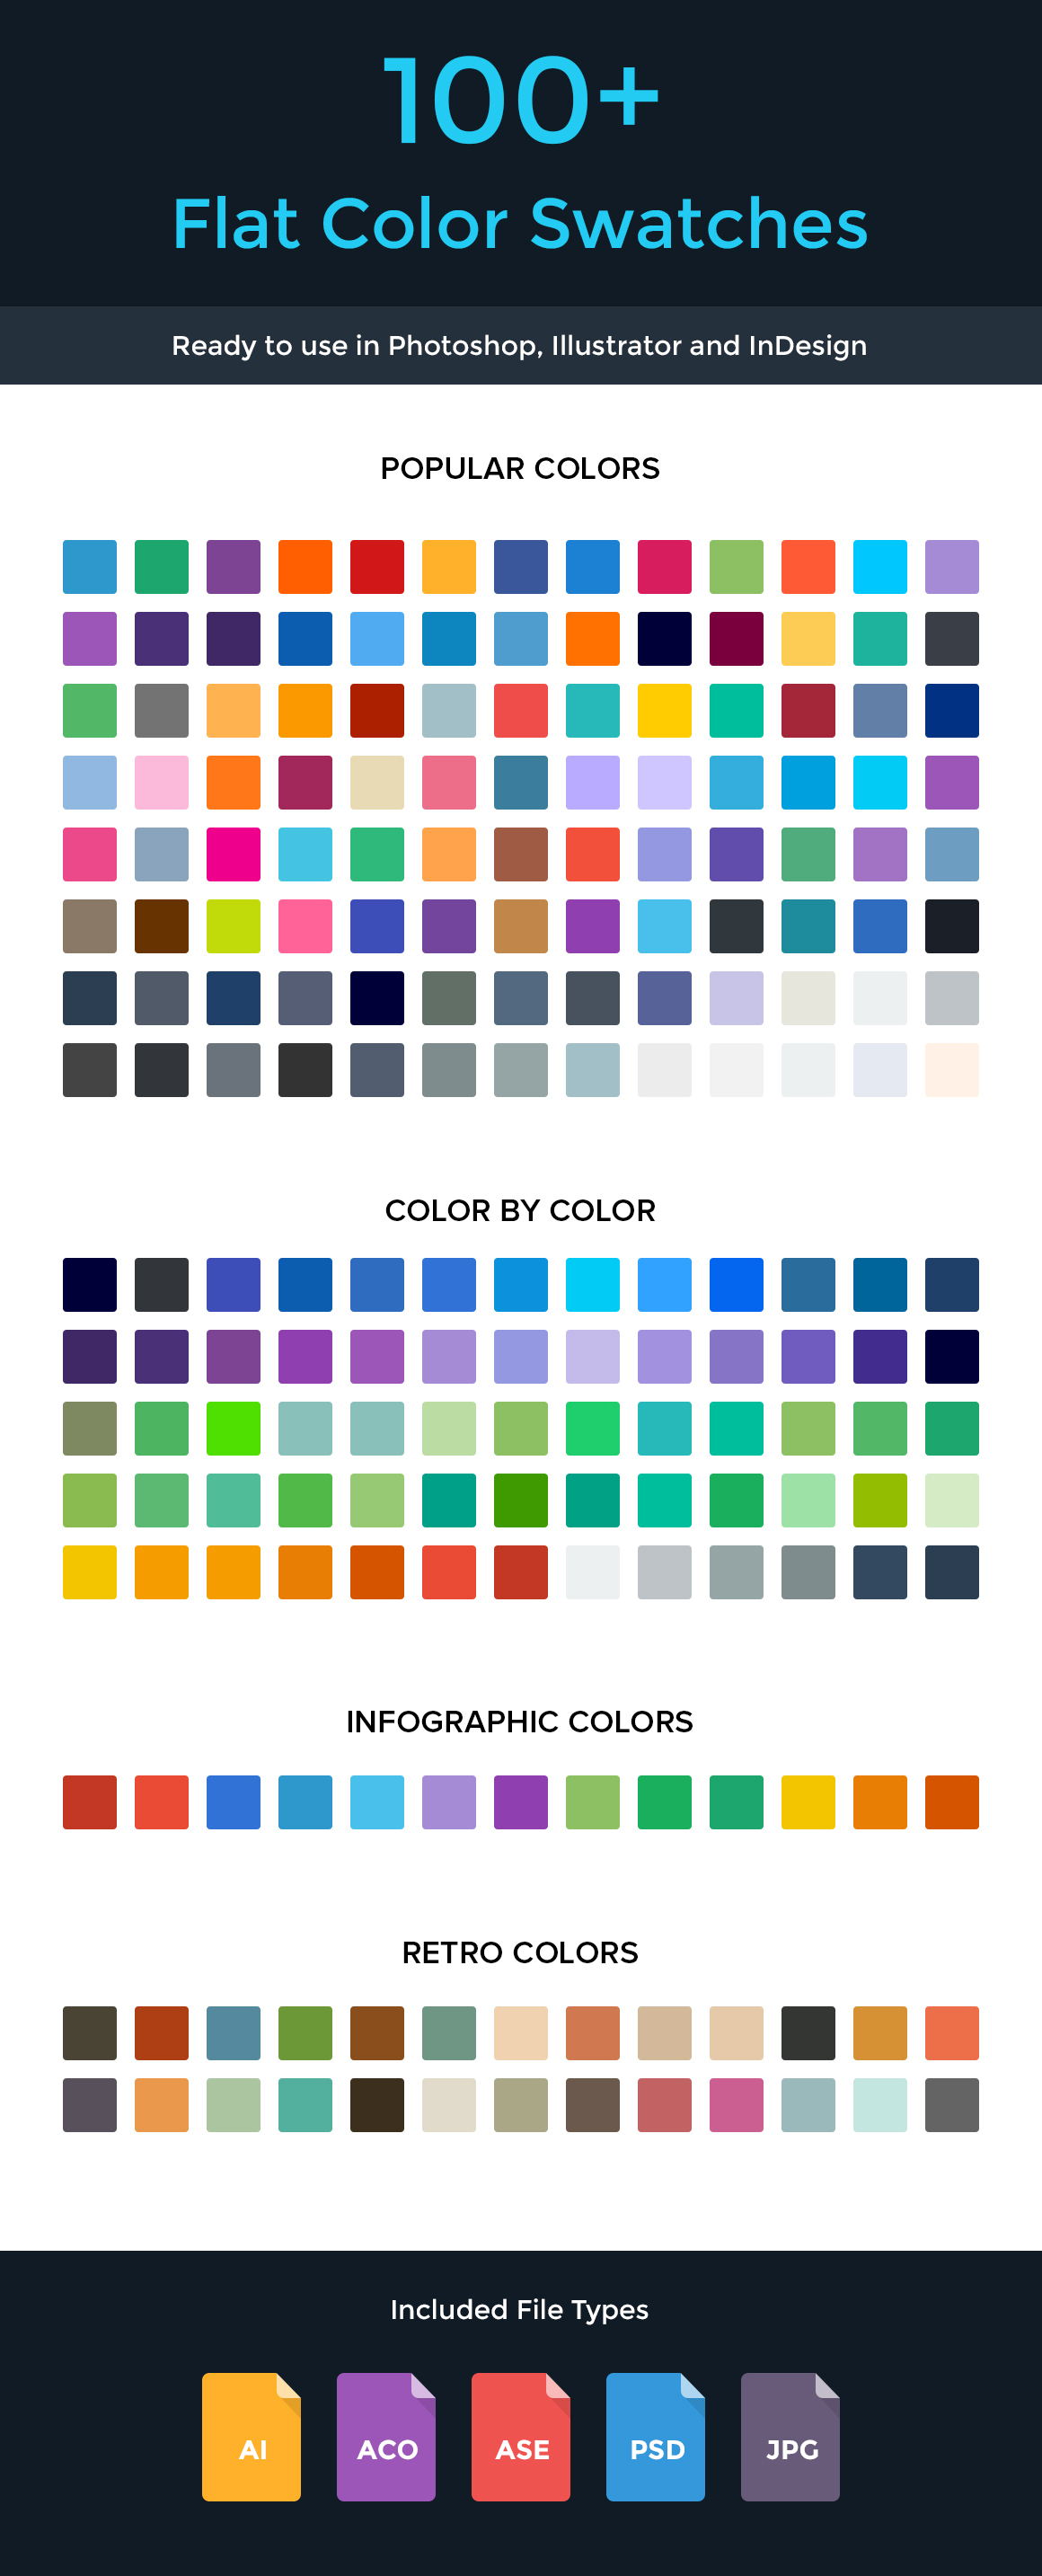 100+
Flat Color Swatches
Ready to use in Photoshop, Illustrator and InDesign
POPULAR COLORS
COLOR BY COLOR
INFOGRAPHIC COLORS
RETRO COLORS
Included File Types
AI ACO ASE PSD JPG